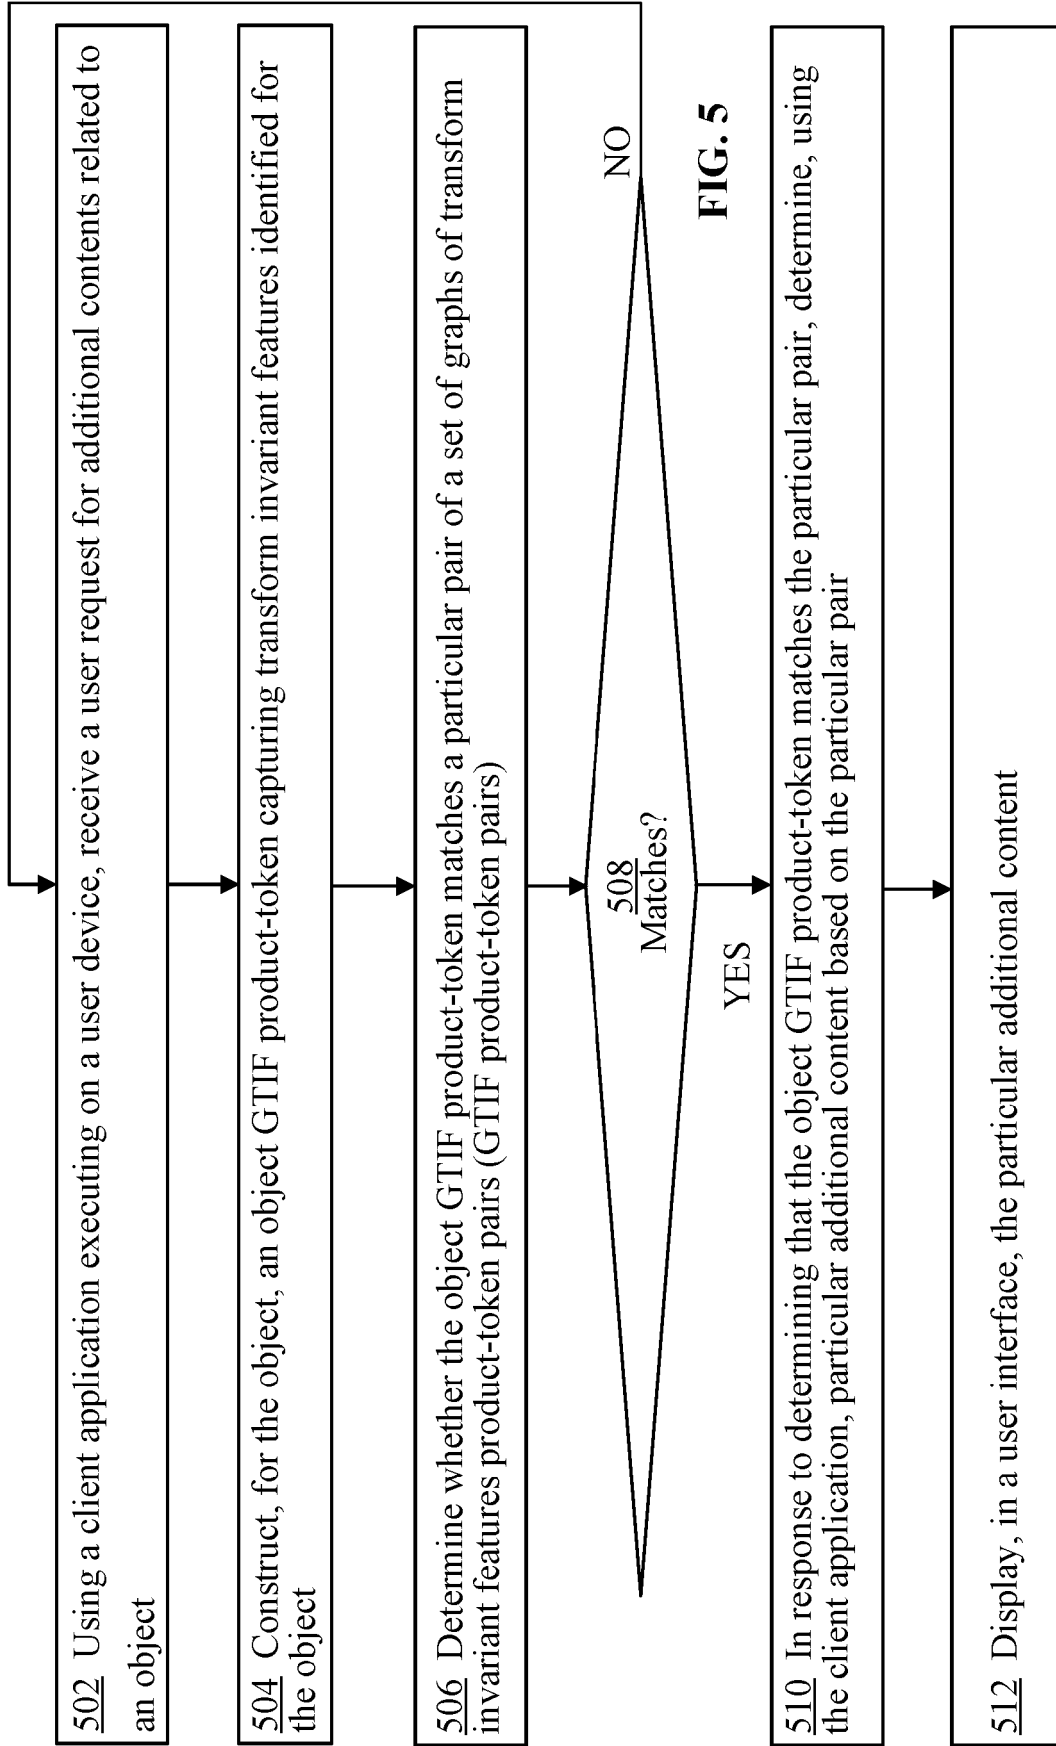 502 Using a client application executing on a user device, receive a user request for additional contents related to
an object
504 Construct, for the object, an object GTIF product-token capturing transform invariant features identified for
the object
506 Determine whether the object GTIF product-token matches a particular pair of a set of graphs of transform
invariant features product-token pairs (GTIF product-token pairs)
508
Matches?
NO
YES
FIG. 5
510 In response to determining that the object GTIF product-token matches the particular pair, determine, using
the client application, particular additional content based on the particular pair
512 Display, in a user interface, the particular additional content